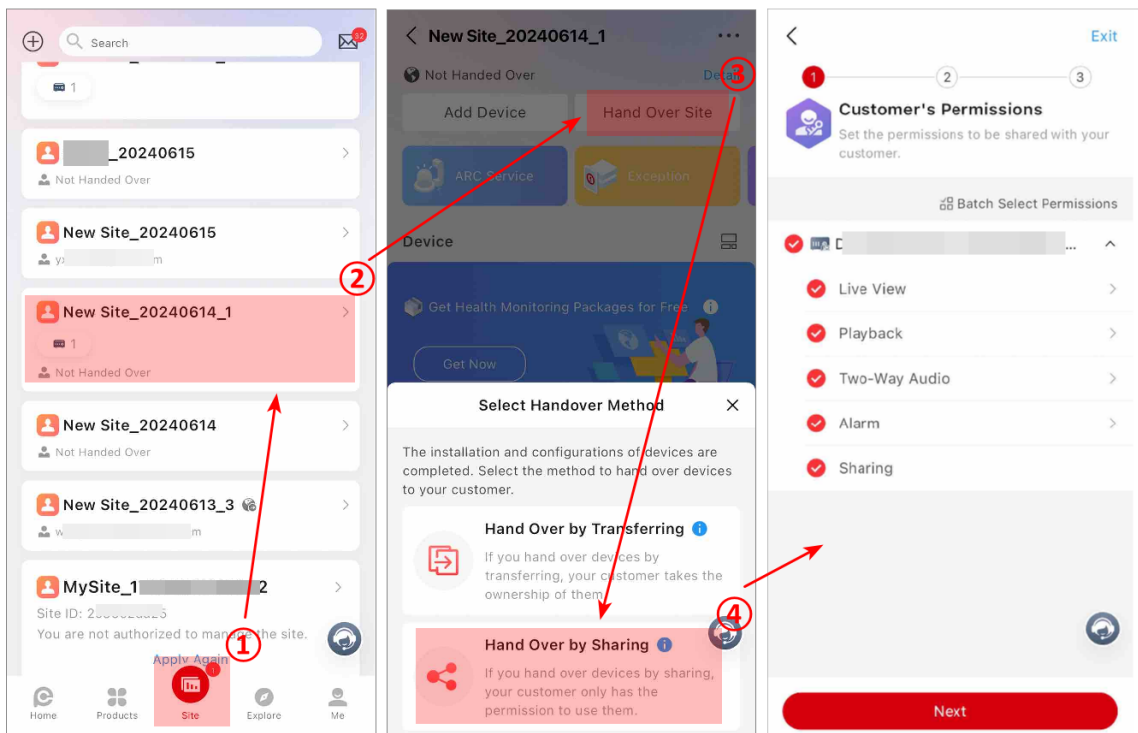 Search
32
1
_20240615
Not Handed Over
New Site_20240615
y
m
New Site_20240614_1
1
Not Handed Over
New Site_20240614
Not Handed Over
New Site_20240613_3
w
m
MySite_1 2
Site ID: 2
You are not authorized to manage the site.
Apply Again
1
Home
Products
Site
Explore
Me
①
②
New Site_20240614_1
Not Handed Over
Detail
Add Device
Hand Over Site
ARC Service
Exception
Device
Get Health Monitoring Packages for Free
Get Now
Select Handover Method
The installation and configurations of devices are
completed. Select the method to hand over devices
to your customer.
Hand Over by Transferring
If you hand over devices by
transferring, your customer takes the
ownership of them.
Hand Over by Sharing
If you hand over devices by sharing,
your customer only has the
permission to use them.
③
④
Exit
1
2
3
Customer's Permissions
Set the permissions to be shared with your
customer.
Batch Select Permissions
D ...
Live View
Playback
Two-Way Audio
Alarm
Sharing
Next